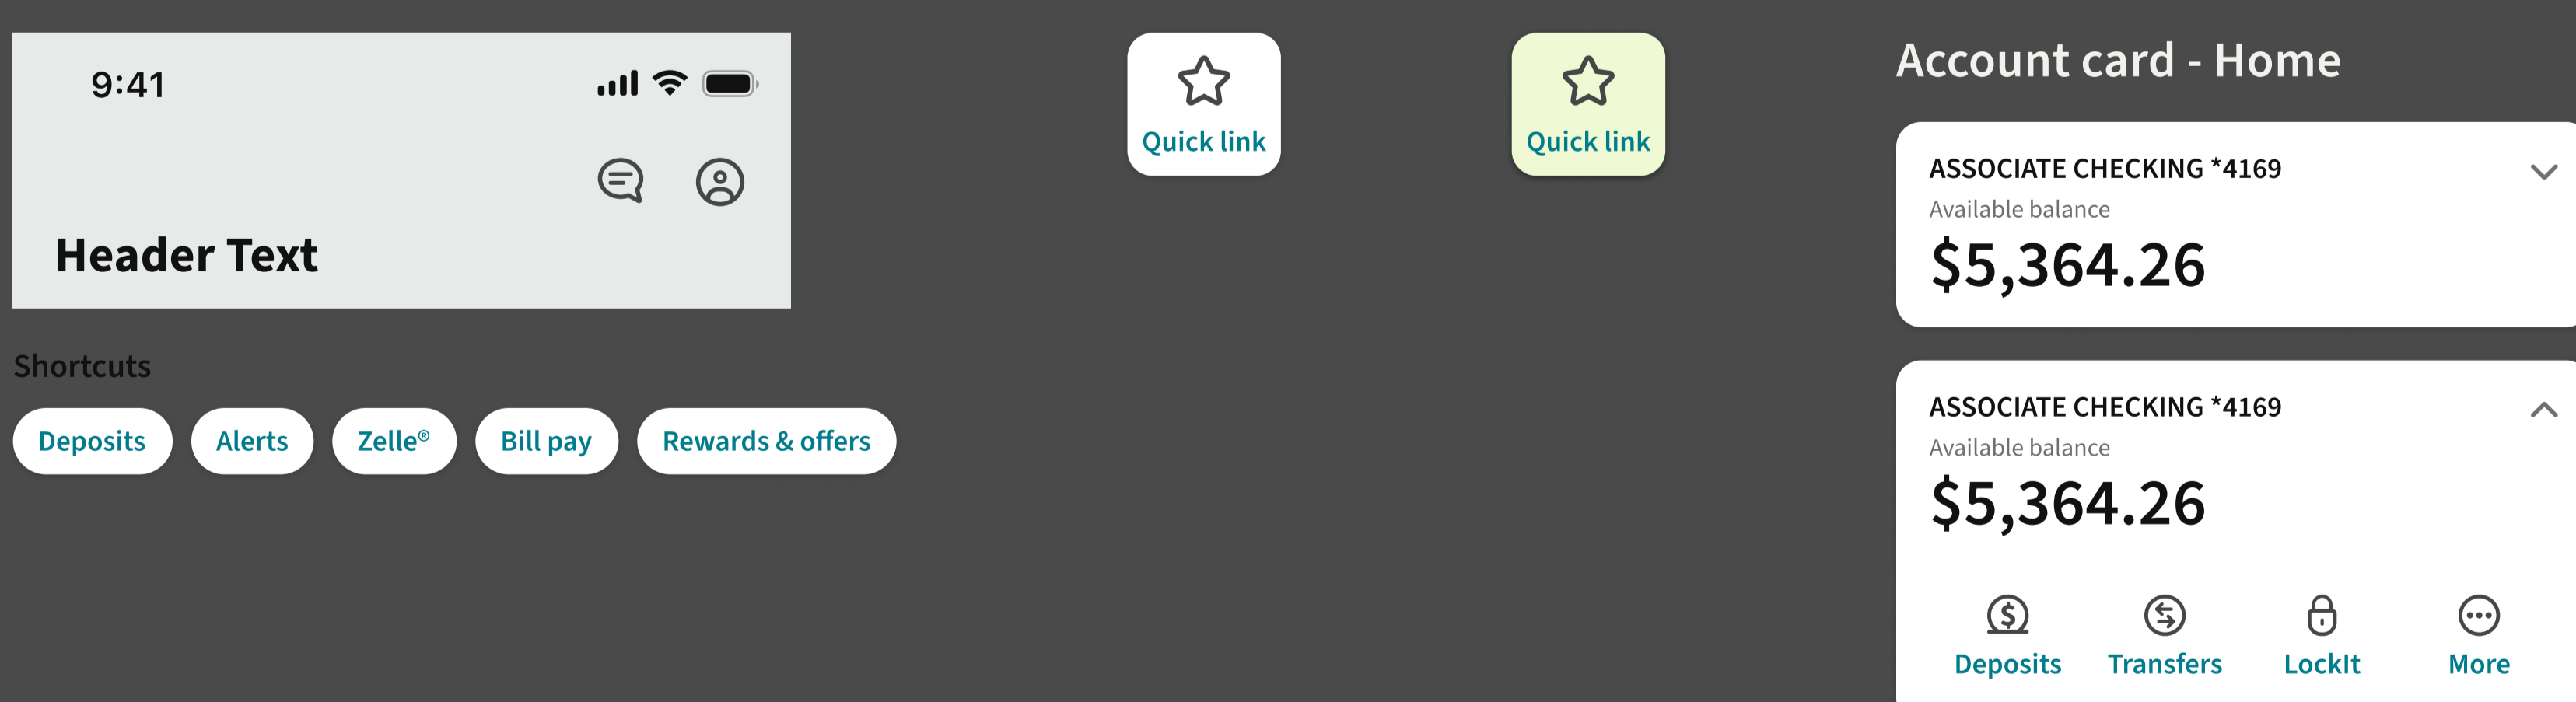 9:41
Header Text
Shortcuts
Deposits
Alerts
Zelle®
Bill pay
Rewards & offers
Quick link
Quick link
Account card - Home
ASSOCIATE CHECKING *4169
Available balance
$5,364.26
ASSOCIATE CHECKING *4169
Available balance
$5,364.26
Deposits
Transfers
LockIt
More